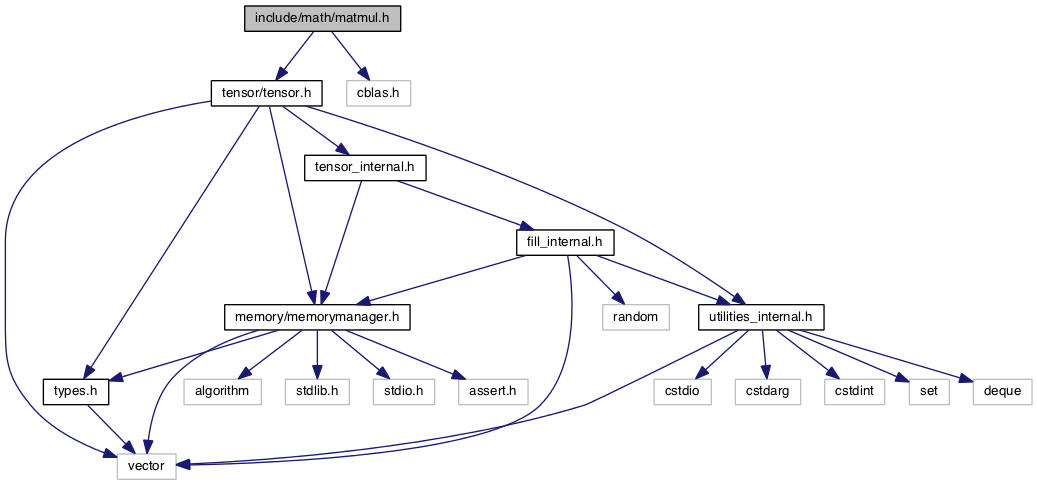 include/math/matmul.h
tensor/tensor.h
cblas.h
tensor_internal.h
fill_internal.h
memory/memorymanager.h
random
utilities_internal.h
types.h
algorithm
stdlib.h
stdio.h
assert.h
cstdio
cstdarg
cstdint
set
deque
vector